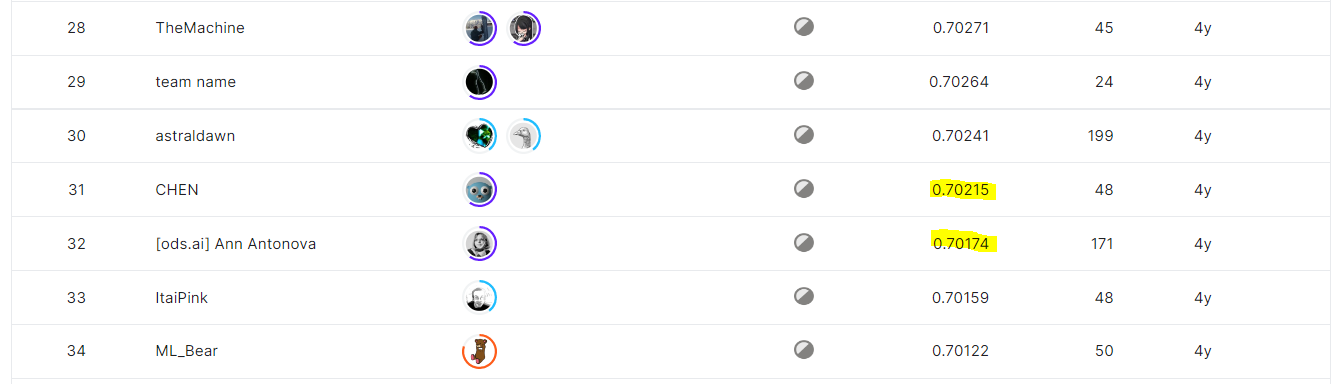 28 TheMachine 0.70271 45 4y
29 team name 0.70264 24 4y
30 astraldawn 0.70241 199 4y
31 CHEN 0.70215 48 4y
32 [ods.ai] Ann Antonova 0.70174 171 4y
33 ItaiPink 0.70159 48 4y
34 ML_Bear 0.70122 50 4y